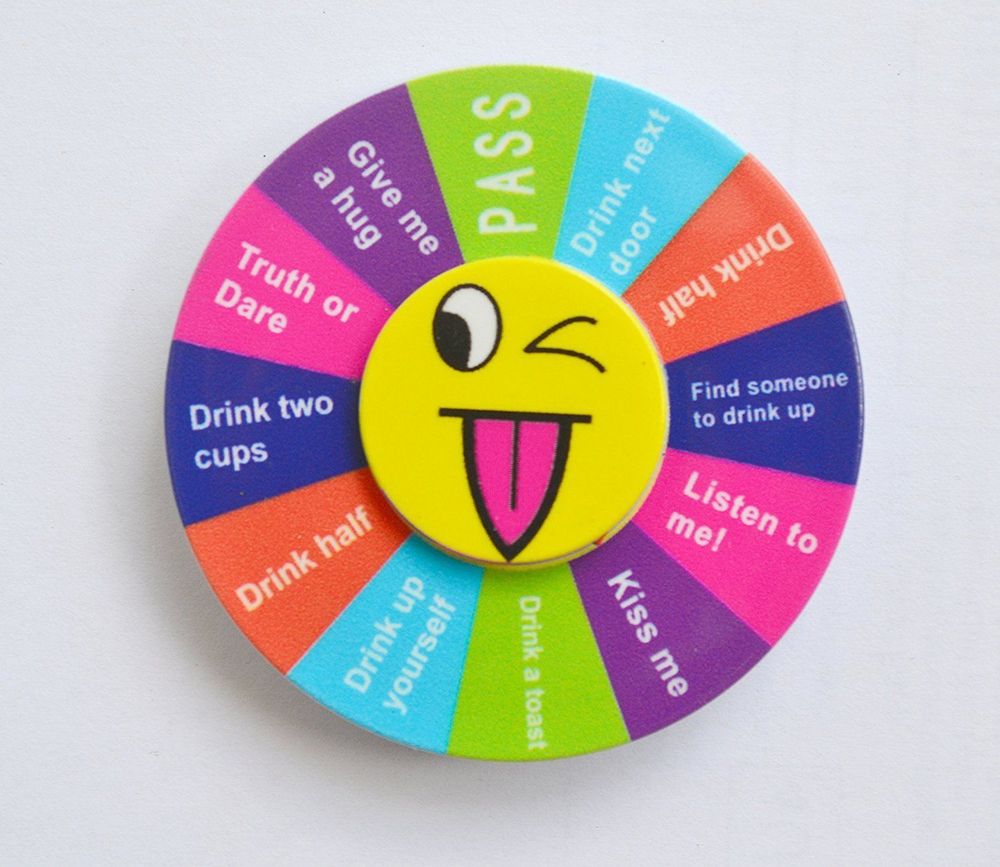 PASS
Drink next
door
Drink half
Find someone
to drink up
Listen to
me!
Kiss me
Drink a toast
Drink up
yourself
Drink half
Drink two
cups
Truth or
Dare
Give me
a hug